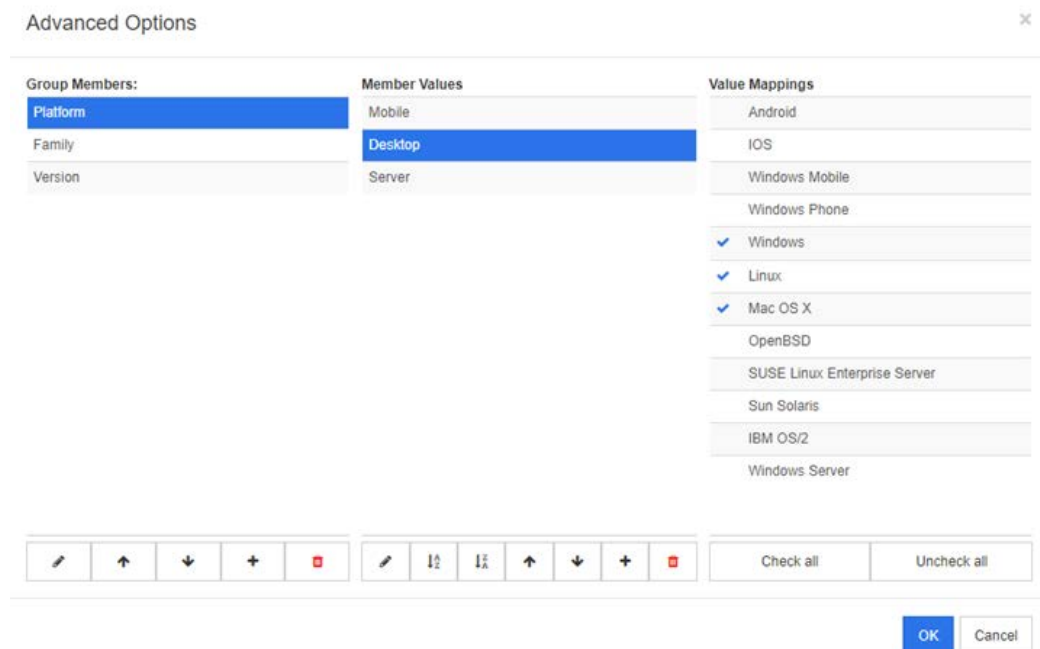 Advanced Options
Group Members:
Platform
Family
Version
Member Values
Mobile
Desktop
Server
Value Mappings
Android
IOS
Windows Mobile
Windows Phone
Windows
Linux
Mac OS X
OpenBSD
SUSE Linux Enterprise Server
Sun Solaris
IBM OS/2
Windows Server
Check all
Uncheck all
OK
Cancel